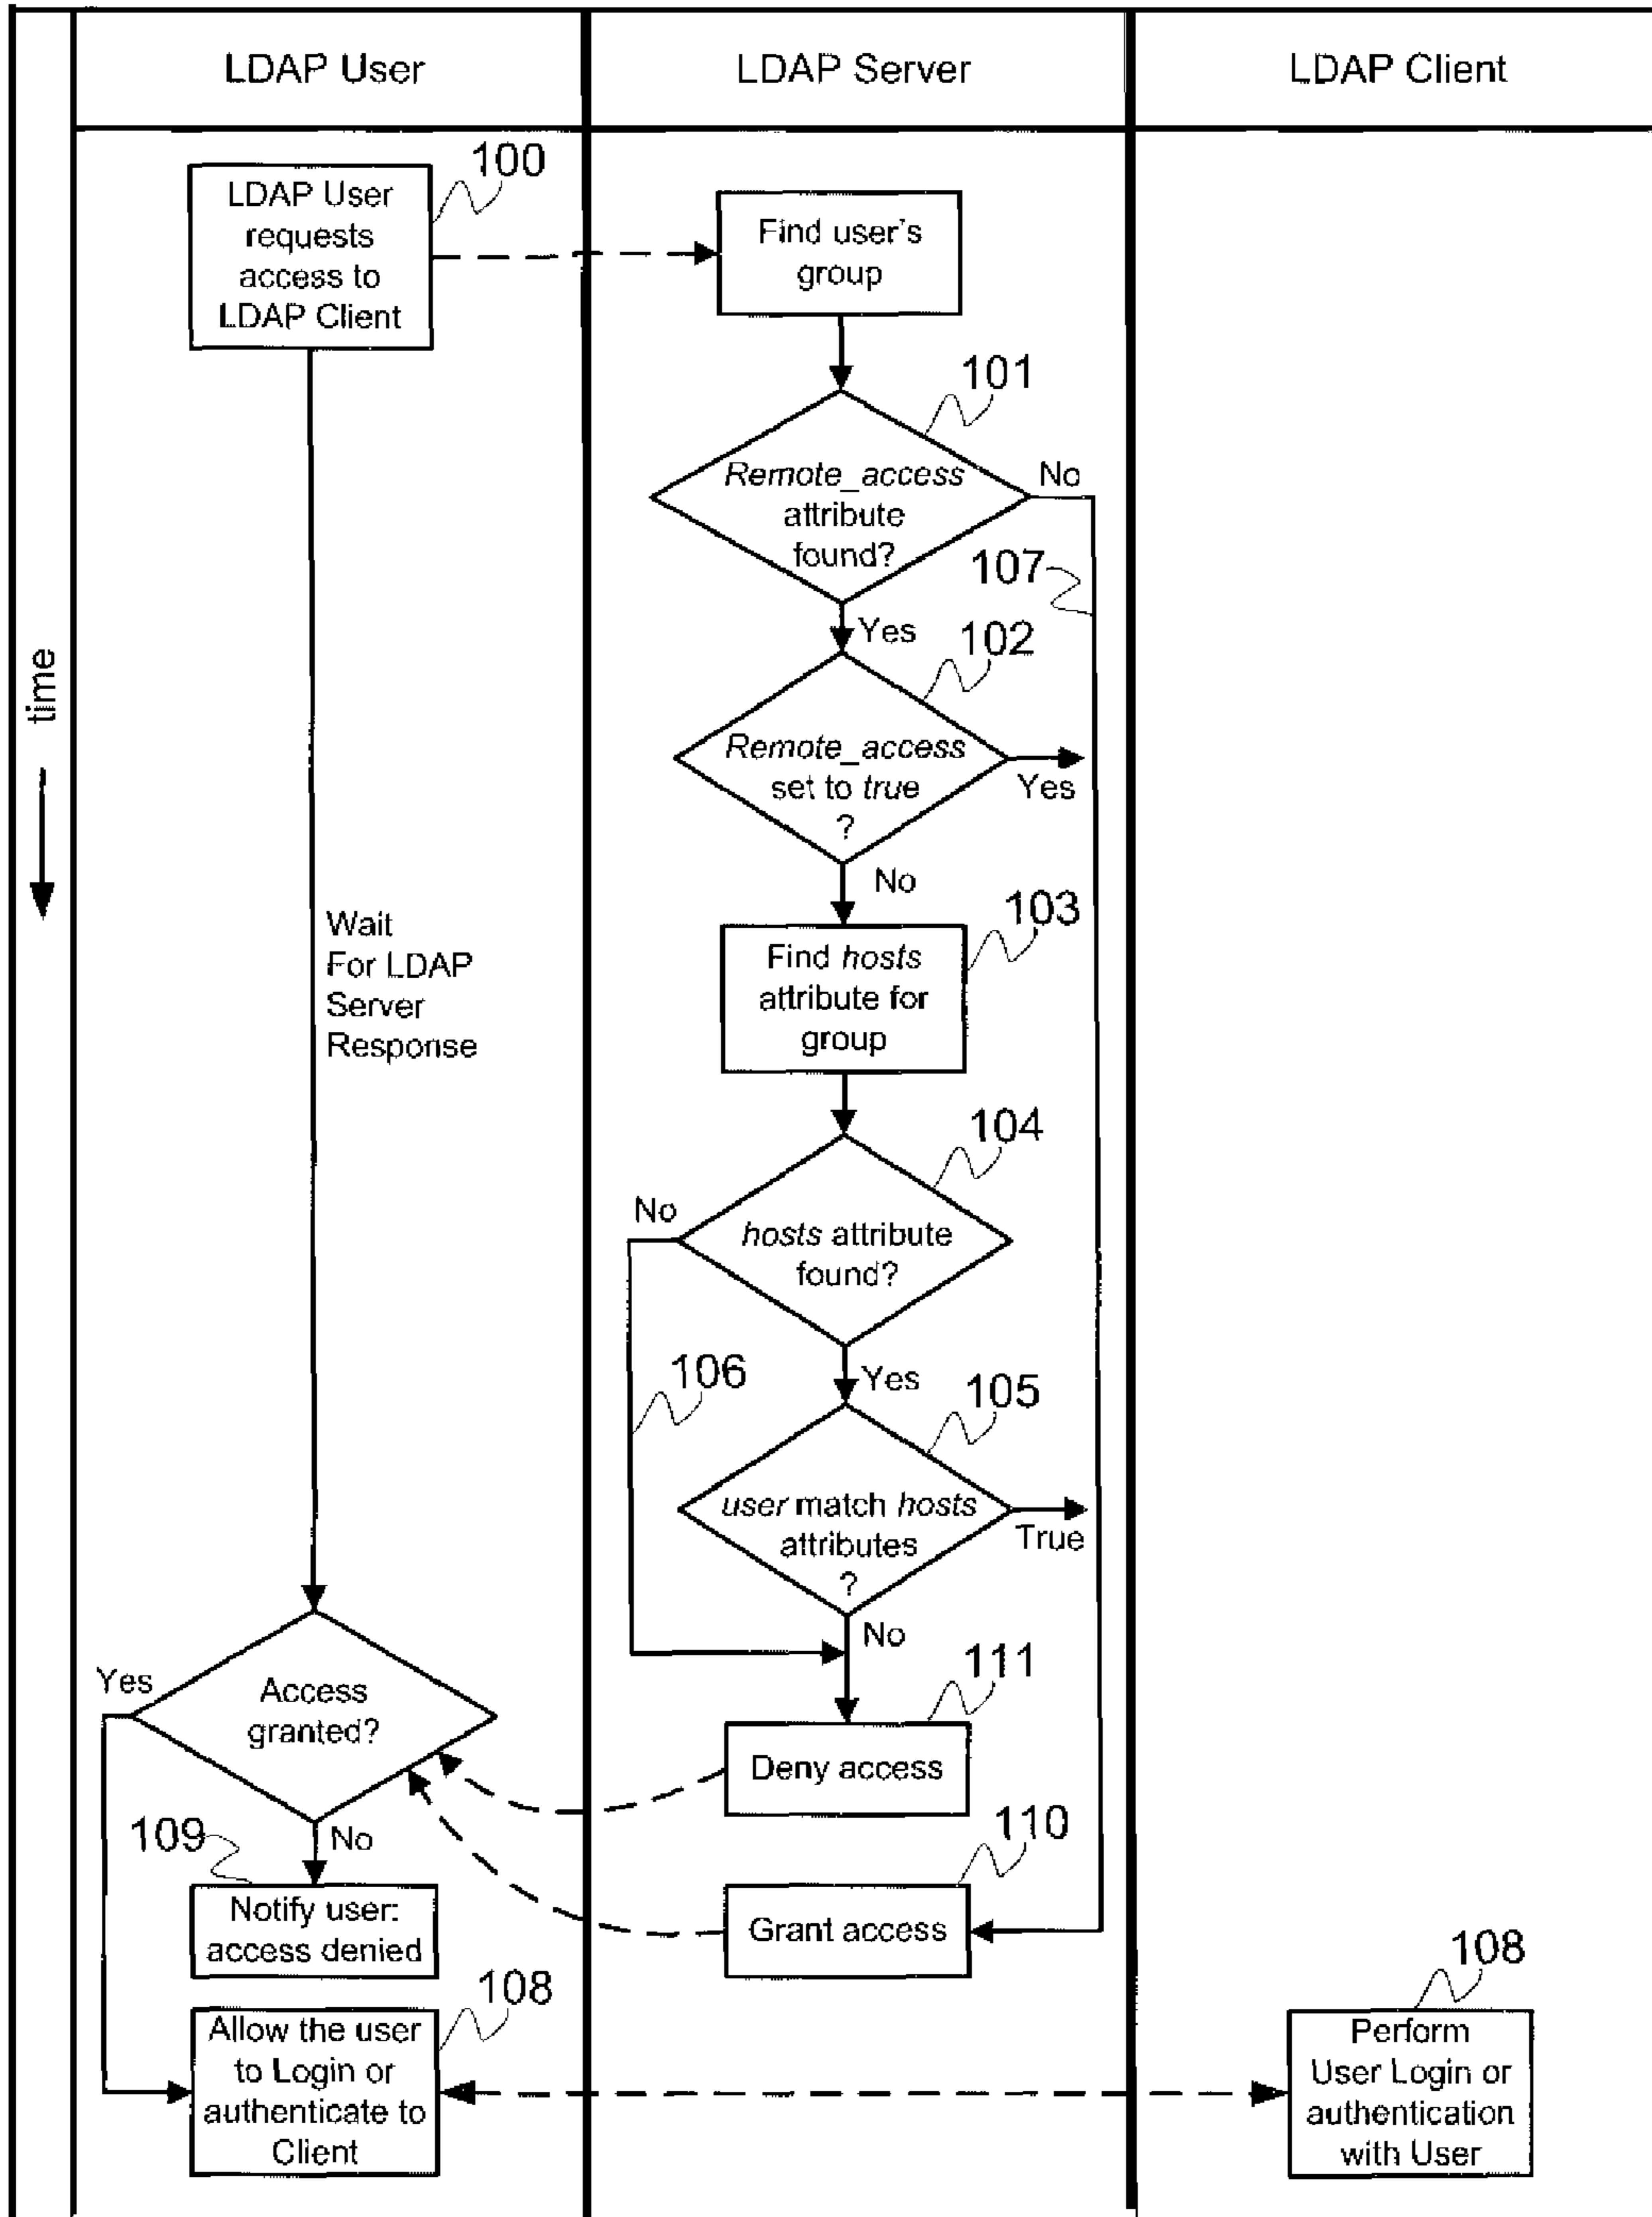 LDAP User
LDAP Server
LDAP Client
time
100
LDAP User
requests
access to
LDAP Client
Find user's
group
101
Remote_access
attribute
found?
No
107
Yes
102
Remote_access
set to true
?
Yes
No
Wait
For LDAP
Server
Response
103
Find hosts
attribute for
group
104
No
hosts attribute
found?
106
Yes
105
user match hosts
attributes
?
True
No
Yes
Access
granted?
111
Deny access
109
No
110
Notify user:
access denied
Grant access
108
Allow the user
to Login or
authenticate to
Client
108
Perform
User Login or
authentication
with User